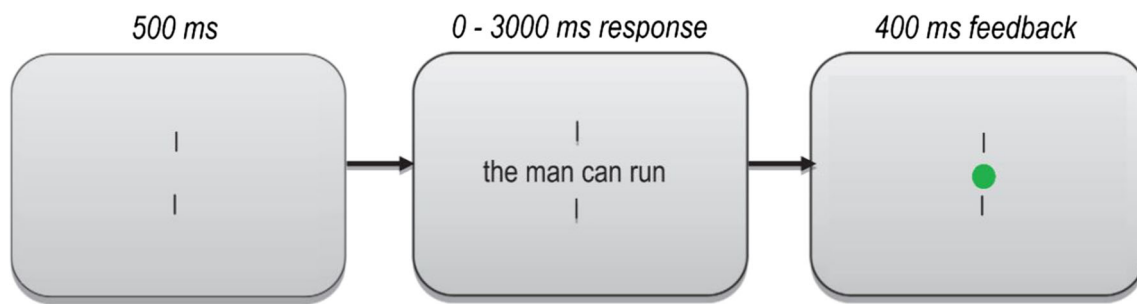 500 ms
0 - 3000 ms response
400 ms feedback
the man can run